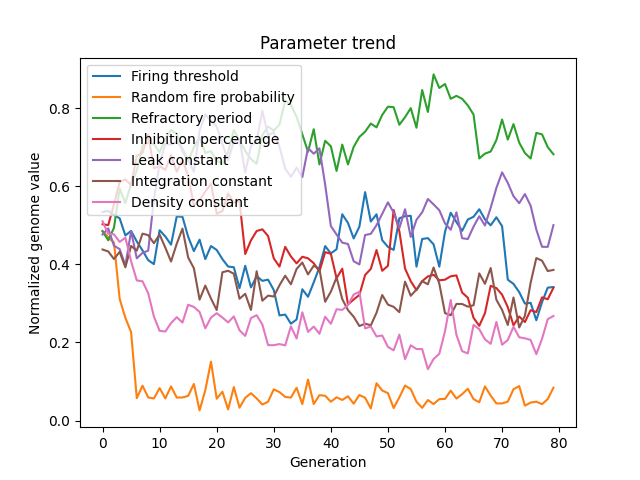 Parameter trend
Firing threshold
Random fire probability
Refractory period
Inhibition percentage
Leak constant
Integration constant
Density constant
Normalized genome value
0.8
0.6
0.4
0.2
0.0
0 10 20 30 40 50 60 70 80
Generation